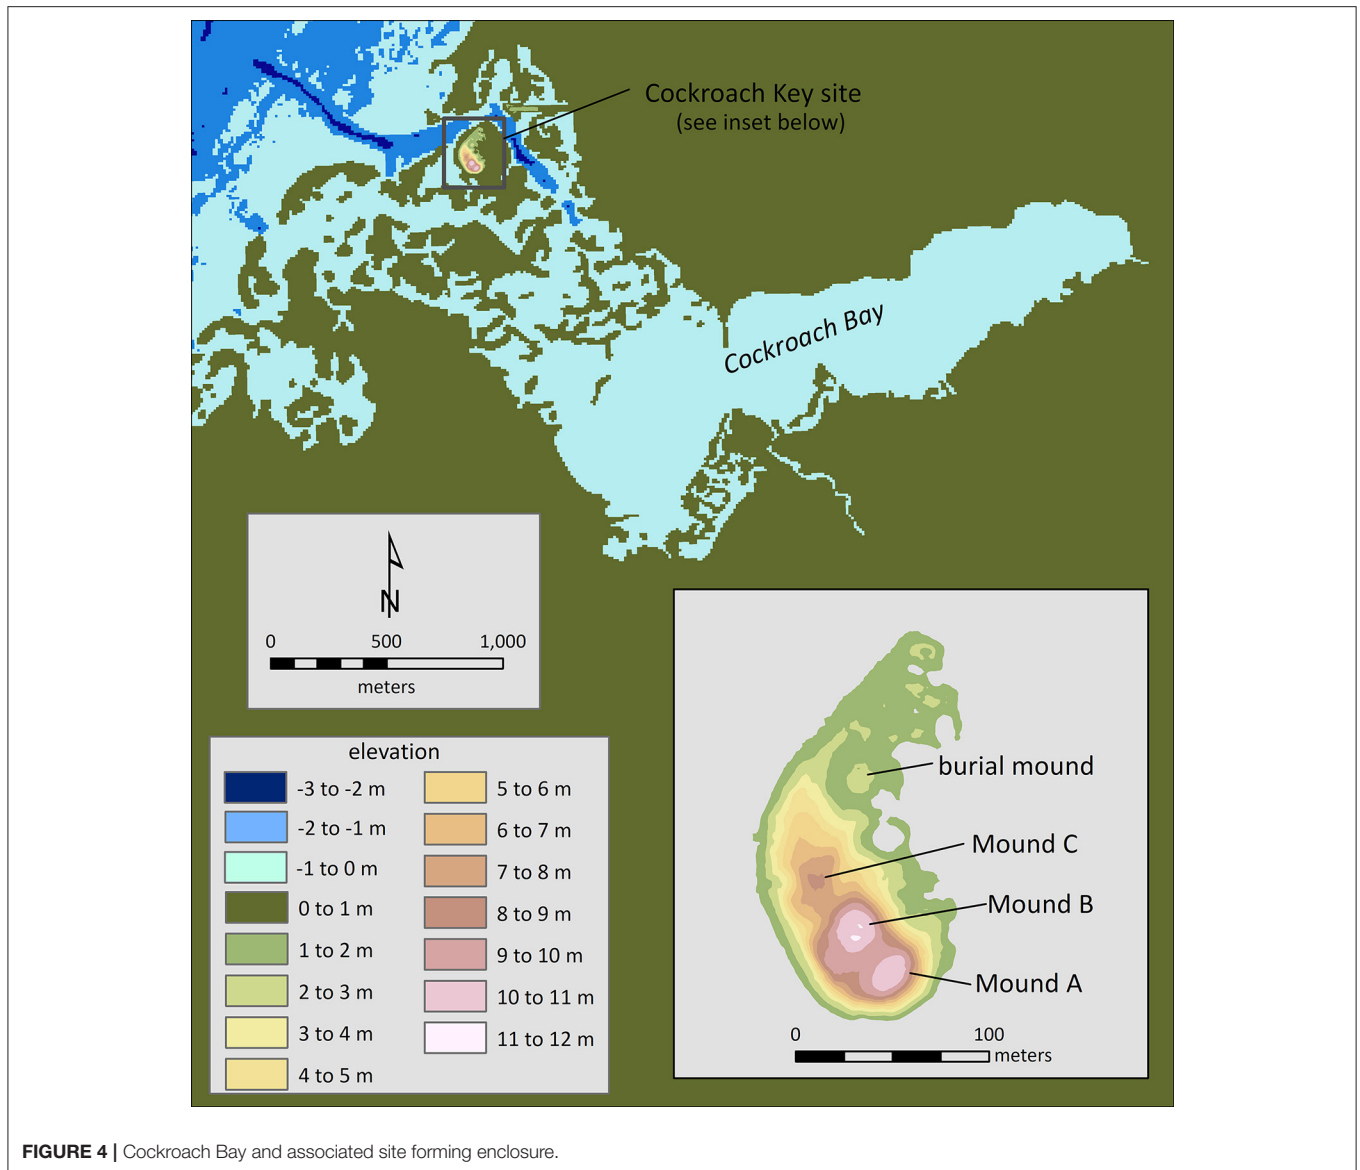 Cockroach Key site
(see inset below)
Cockroach Bay
N
0 500 1,000
meters
elevation
-3 to -2 m
-2 to -1 m
-1 to 0 m
0 to 1 m
1 to 2 m
2 to 3 m
3 to 4 m
4 to 5 m
5 to 6 m
6 to 7 m
7 to 8 m
8 to 9 m
9 to 10 m
10 to 11 m
11 to 12 m
burial mound
Mound C
Mound B
Mound A
0 100
meters
FIGURE 4 | Cockroach Bay and associated site forming enclosure.